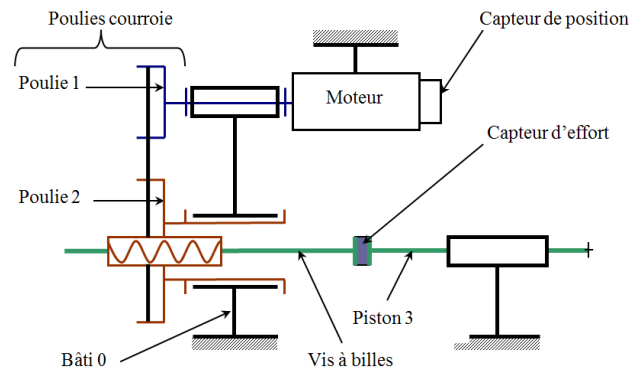 Poulies courroie
Capteur de position
Poulie 1
Moteur
Capteur d'effort
Poulie 2
Piston 3
Bâti 0
Vis à billes